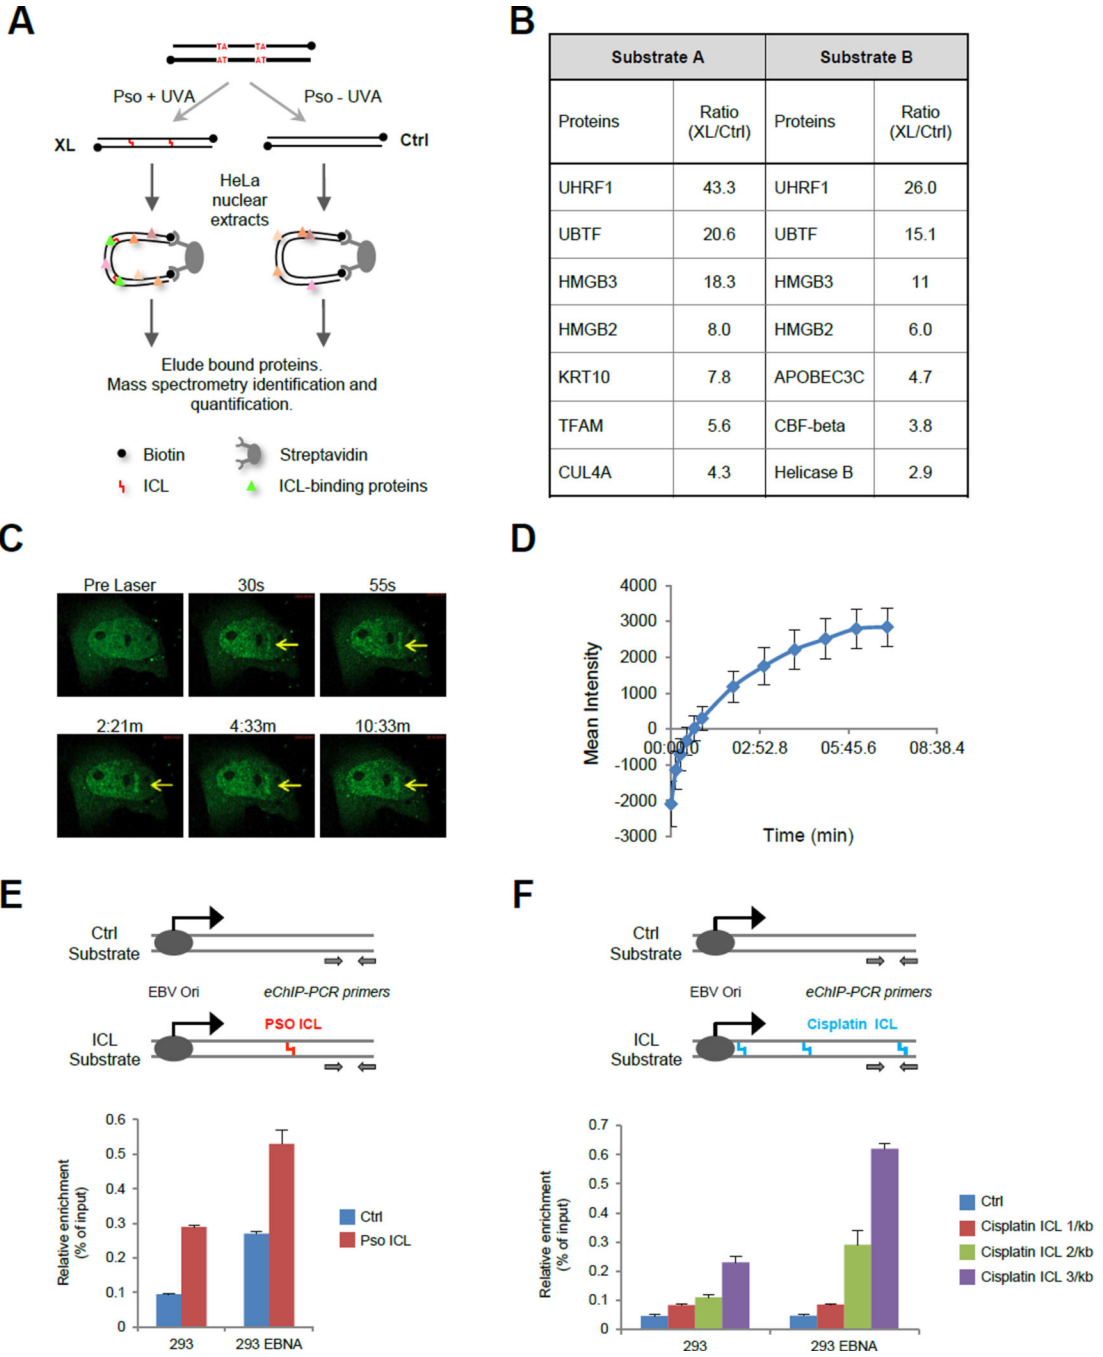 A
TA TA
AT AT
Pso + UVA
Pso - UVA
XL
Ctrl
HeLa
nuclear
extracts
Elude bound proteins.
Mass spectrometry identification and
quantification.
Biotin
Streptavidin
ICL
ICL-binding proteins
B
Substrate A
Substrate B
Proteins
Ratio
(XL/Ctrl)
Proteins
Ratio
(XL/Ctrl)
UHRF1 43.3 UHRF1 26.0
UBTF 20.6 UBTF 15.1
HMGB3 18.3 HMGB3 11
HMGB2 8.0 HMGB2 6.0
KRT10 7.8 APOBEC3C 4.7
TFAM 5.6 CBF-beta 3.8
CUL4A 4.3 Helicase B 2.9
C
Pre Laser
30s
55s
2:21m
4:33m
10:33m
D
4000
3000
2000
1000
0
-1000
-2000
-3000
Mean Intensity
00:00.0 02:52.8 05:45.6 08:38.4
Time (min)
E
Ctrl
Substrate
EBV Ori
eChIP-PCR primers
PSO ICL
ICL
Substrate
0.6
0.5
0.4
0.3
0.2
0.1
0
Relative enrichment
(% of input)
293
293 EBNA
Ctrl
Pso ICL
F
Ctrl
Substrate
EBV Ori
eChIP-PCR primers
Cisplatin ICL
ICL
Substrate
0.7
0.6
0.5
0.4
0.3
0.2
0.1
0
Relative enrichment
(% of input)
293
293 EBNA
Ctrl
Cisplatin ICL 1/kb
Cisplatin ICL 2/kb
Cisplatin ICL 3/kb